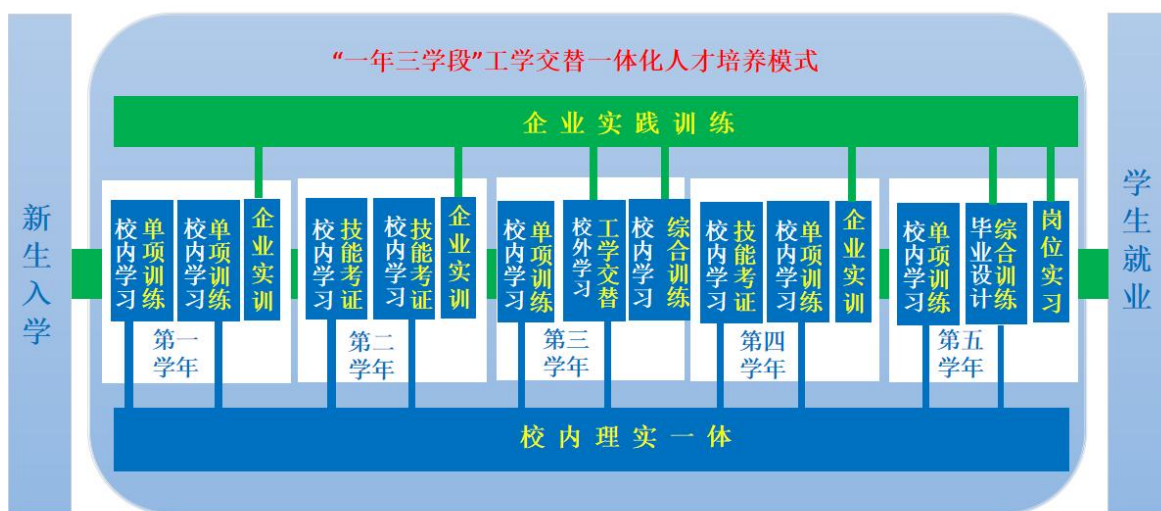 “一年三学段”工学交替一体化人才培养模式
企业实践训练
新生入学
校内学习
单项训练
校内学习
单项训练
企业实训
第一
学年
校内学习
技能考证
校内学习
技能考证
企业实训
第二
学年
校内学习
单项训练
校外学习
工学交替
校内学习
综合训练
第三
学年
校内学习
技能考证
校内学习
单项训练
企业实训
第四
学年
校内学习
单项训练
毕业设计
综合训练
岗位实习
第五
学年
学生就业
校内理实一体